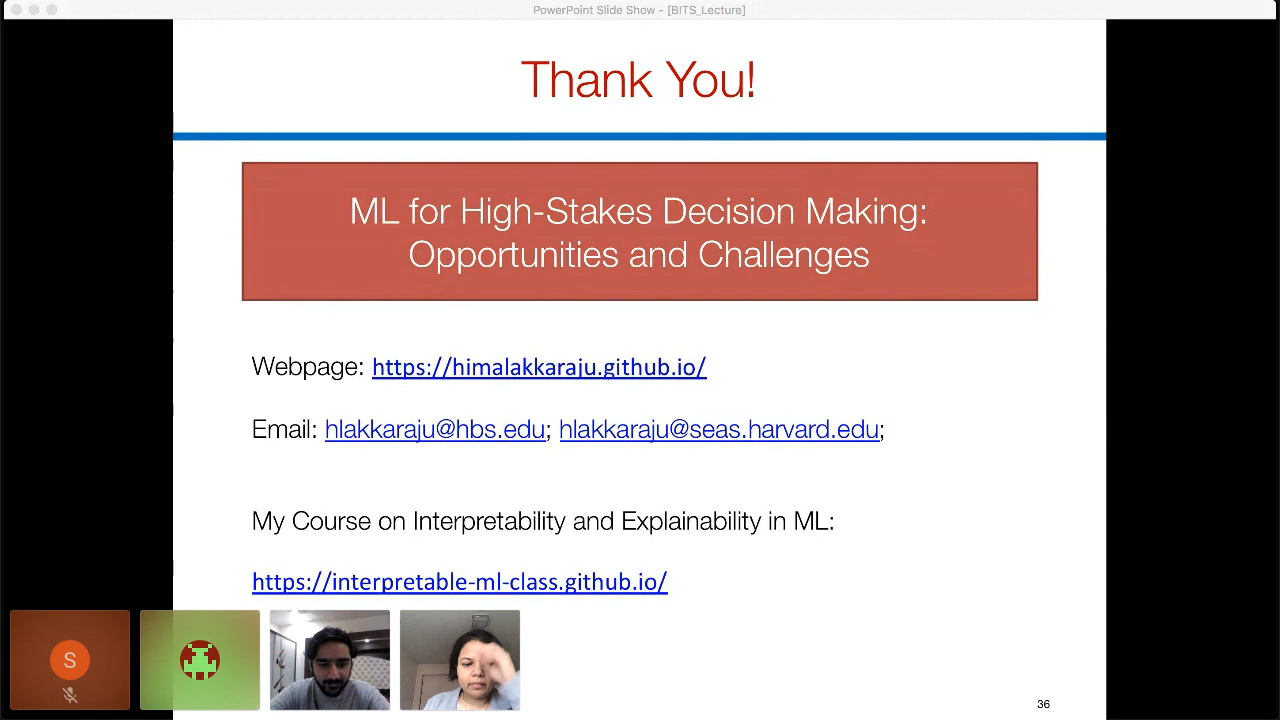 PowerPoint Slide Show - [BITS_Lecture]
Thank You!
ML for High-Stakes Decision Making:
Opportunities and Challenges
Webpage: https://himalakkaraju.github.io/
Email: hlakkaraju@hbs.edu; hlakkaraju@seas.harvard.edu;
My Course on Interpretability and Explainability in ML:
https://interpretable-ml-class.github.io/
S
36